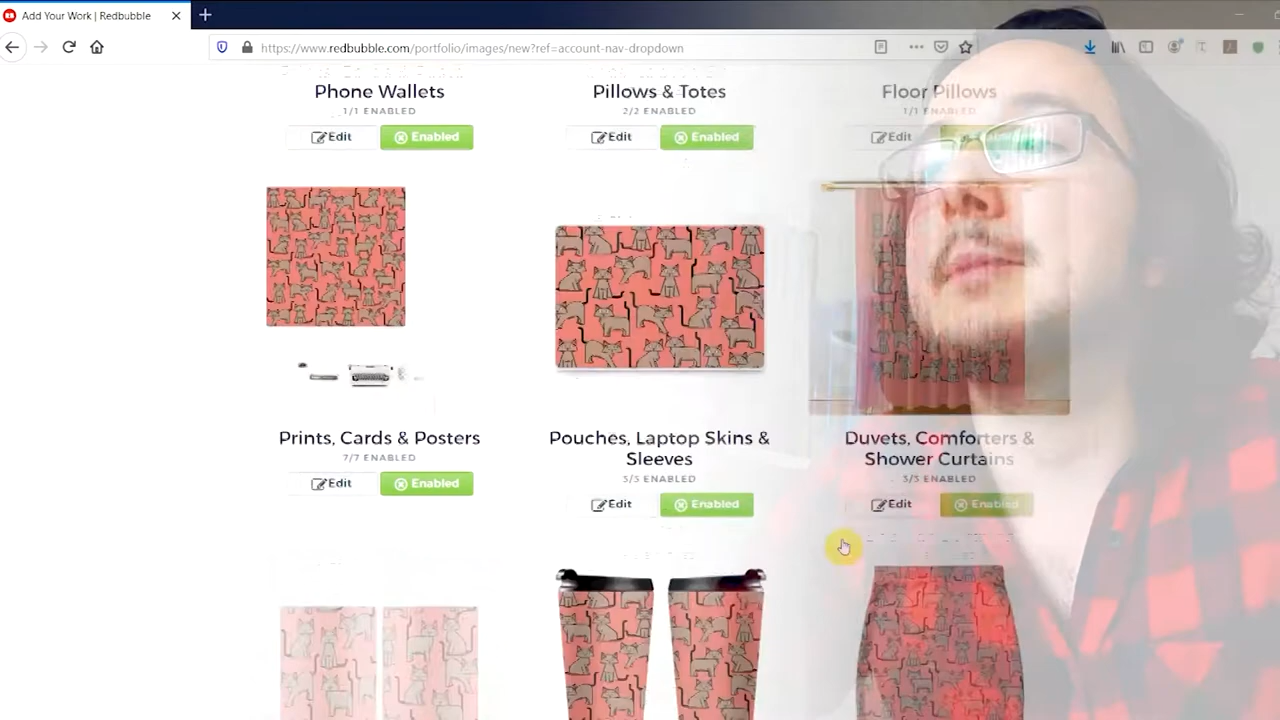 Add Your Work | Redbubble
https://www.redbubble.com/portfolio/images/new?ref=account-nav-dropdown
Phone Wallets
1/1 ENABLED
Edit
Enabled
Pillows & Totes
2/2 ENABLED
Edit
Enabled
Floor Pillows
1/1 ENABLED
Edit
Prints, Cards & Posters
7/7 ENABLED
Edit
Enabled
Pouches, Laptop Skins &
Sleeves
5/5 ENABLED
Edit
Enabled
Duvets, Comforters &
Shower Curtains
3/3 ENABLED
Edit
Enabled